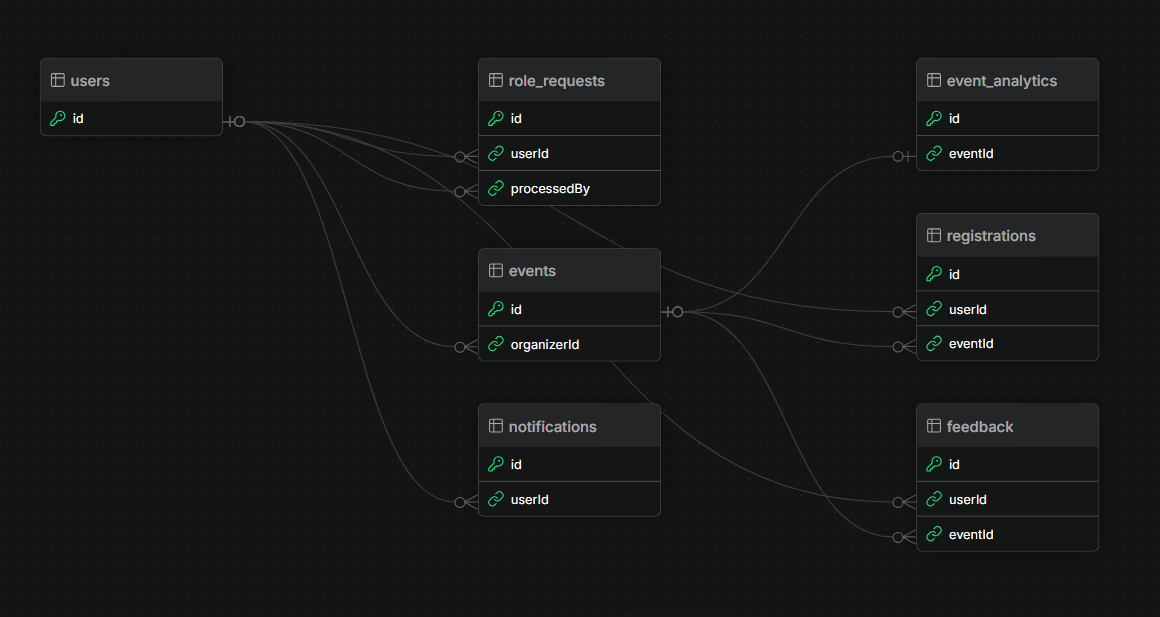 users
id
role_requests
id
userId
processedBy
events
id
organizerId
notifications
id
userId
event_analytics
id
eventId
registrations
id
userId
eventId
feedback
id
userId
eventId